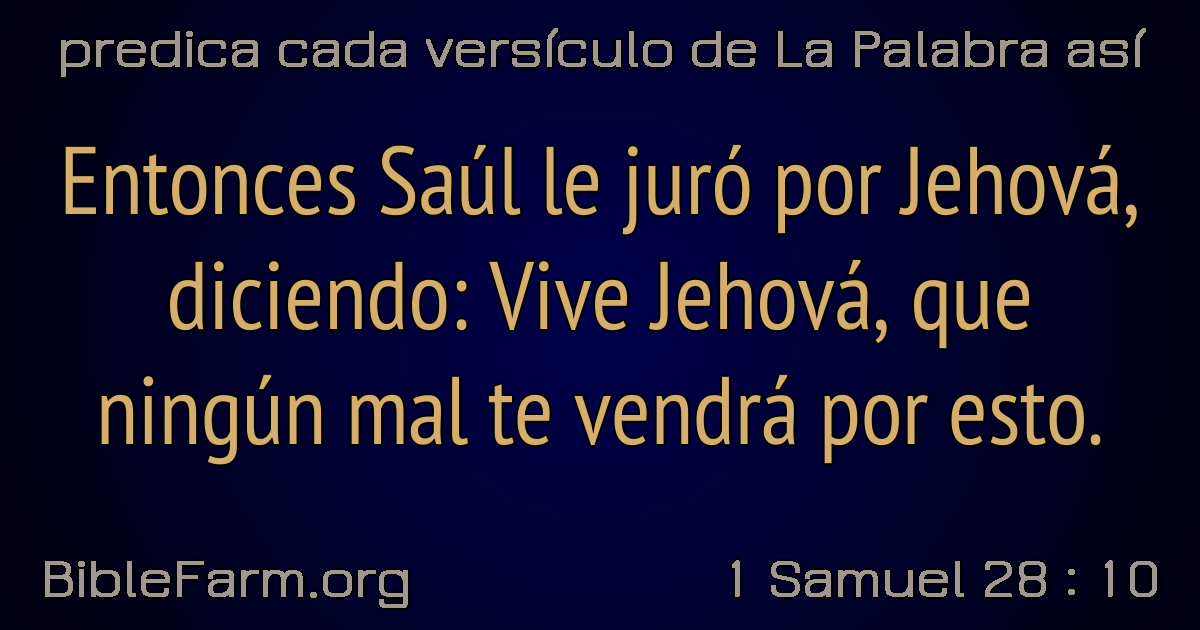 predica cada versículo de La Palabra así
Entonces Saúl le juró por Jehová,
diciendo: Vive Jehová, que
ningún mal te vendrá por esto.
BibleFarm.org
1 Samuel 28 : 10